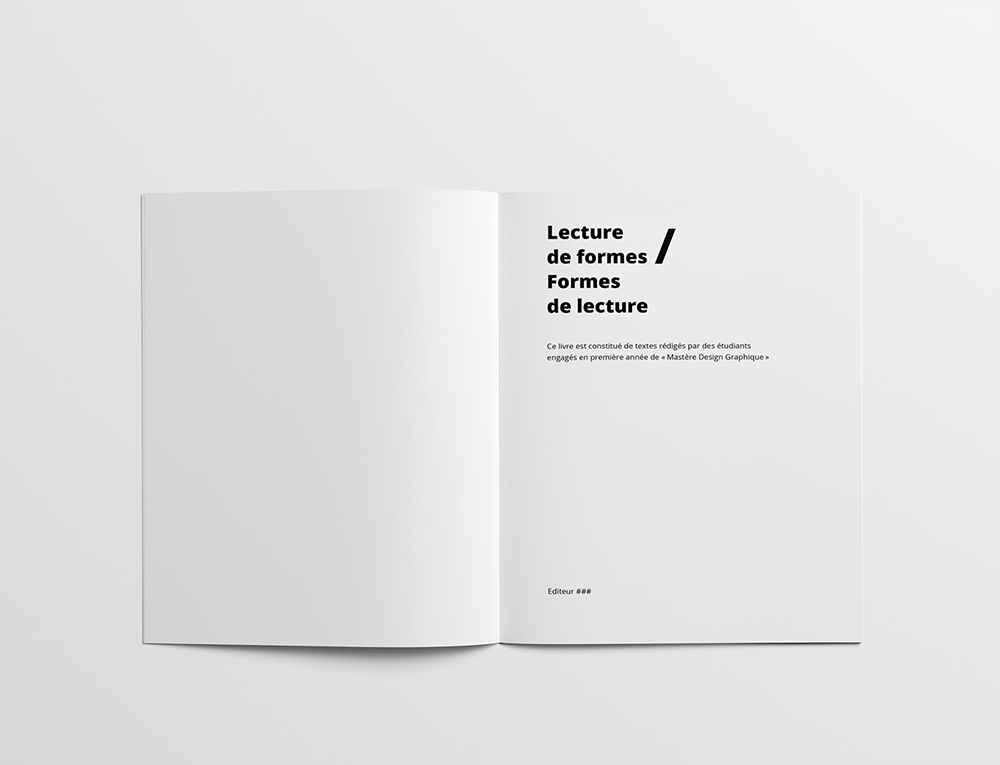 Lecture
de formes /
Formes
de lecture
Ce livre est constitué de textes rédigés par des étudiants
engagés en première année de « Mastère Design Graphique »
Editeur ###